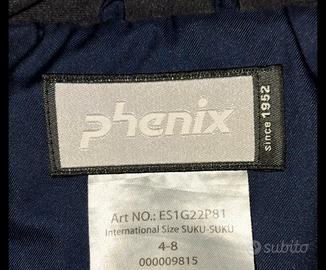 phenix
since 1952
Art NO.: ES1G22P81
International Size SUKU-SUKU
4-8
000009815
subito